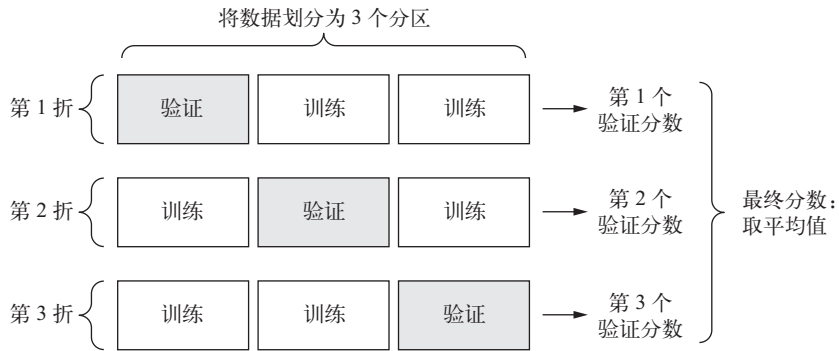 将数据划分为 3 个分区
第 1 折
验证
训练
训练
第 1 个
验证分数
第 2 折
训练
验证
训练
第 2 个
验证分数
最终分数：
取平均值
第 3 折
训练
训练
验证
第 3 个
验证分数